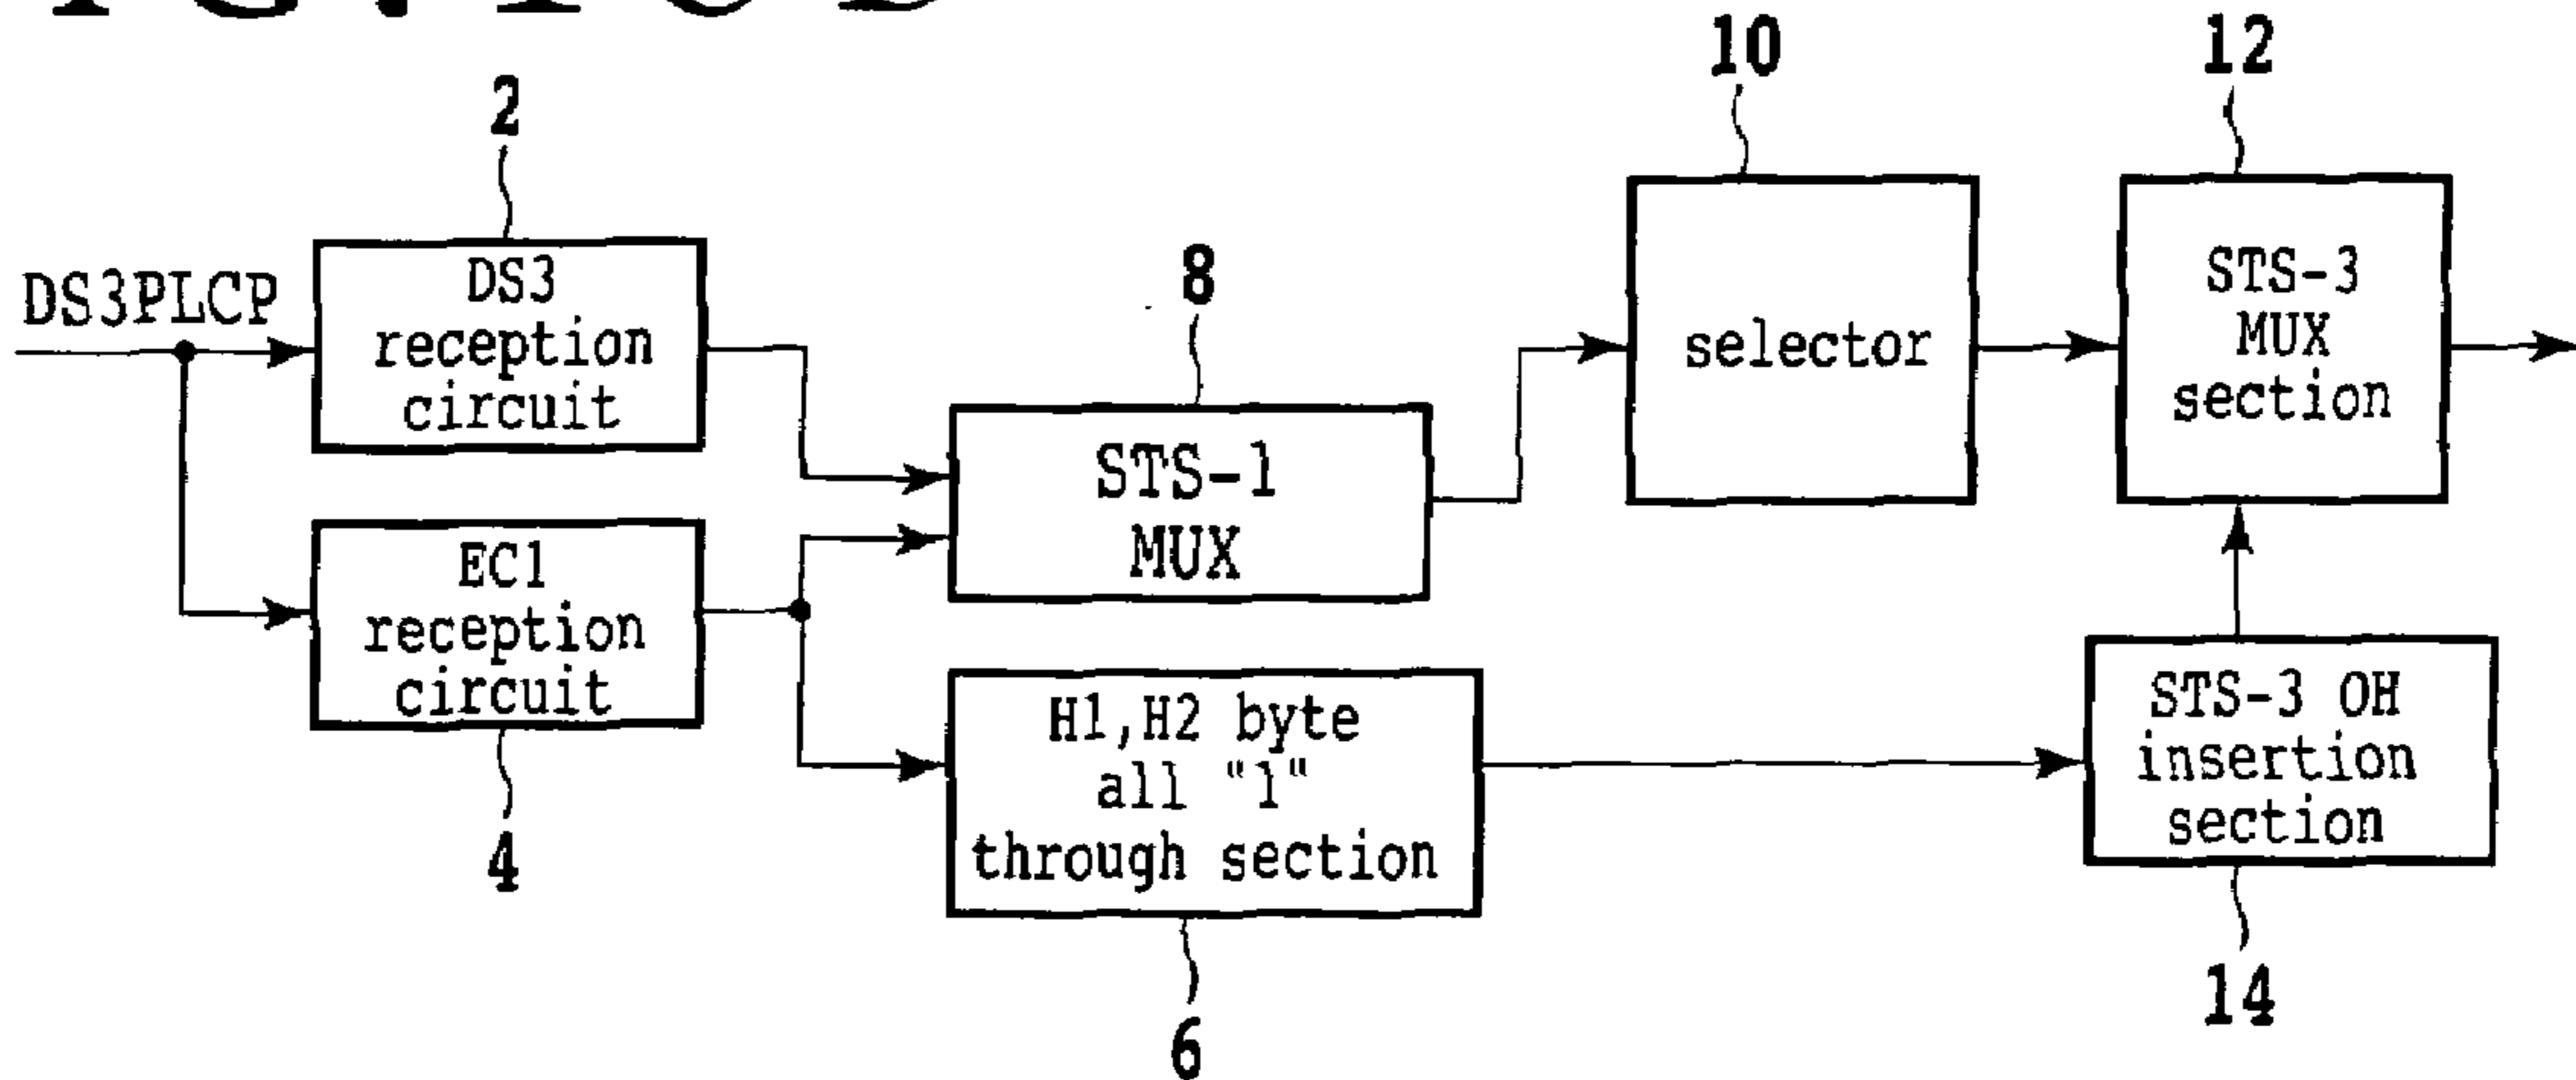 10
12
2
DS3PLCP
DS3
reception
circuit
8
selector
STS-3
MUX
section
STS-1
MUX
EC1
reception
circuit
H1,H2 byte
all "1"
through section
STS-3 OH
insertion
section
4
6
14